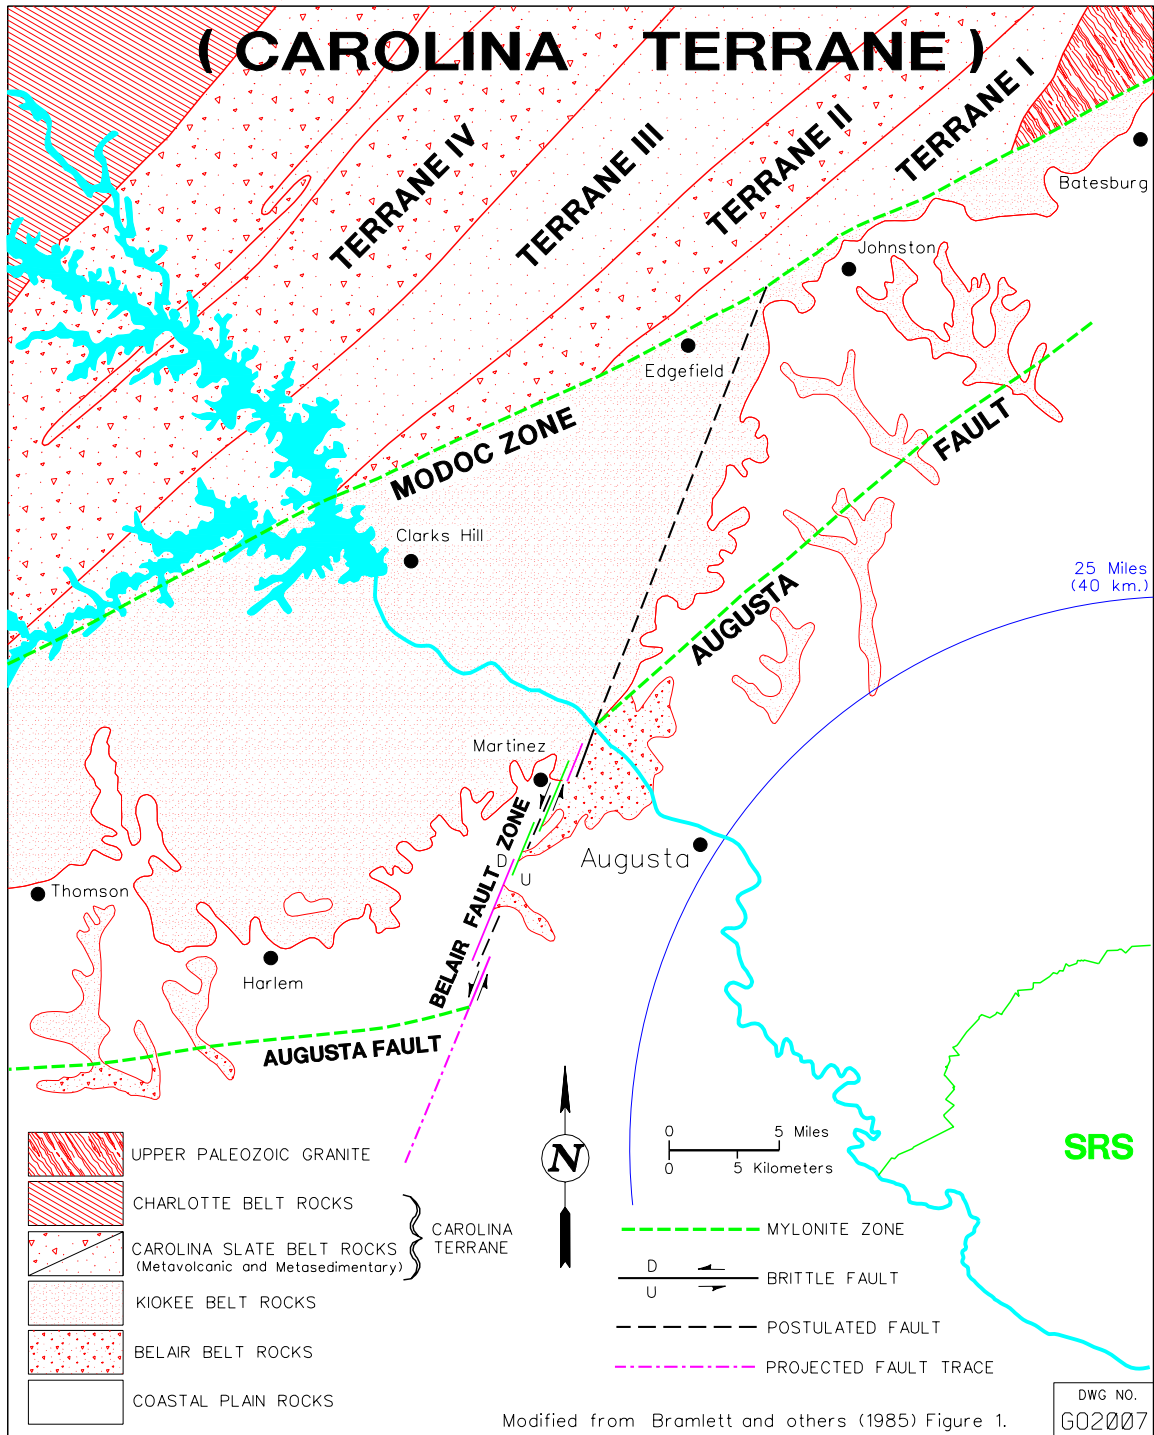 ( CAROLINA TERRANE )
TERRANE IV
TERRANE III
TERRANE II
TERRANE I
Batesburg
Johnston
Edgefield
MODOC ZONE
FAULT
AUGUSTA
Clarks Hill
25 Miles
(40 km.)
Martinez
BELAIR FAULT ZONE
D
U
Augusta
Thomson
Harlem
AUGUSTA FAULT
N
0 5 Miles
0 5 Kilometers
SRS
UPPER PALEOZOIC GRANITE
CHARLOTTE BELT ROCKS
CAROLINA SLATE BELT ROCKS
(Metavolcanic and Metasedimentary)
CAROLINA
TERRANE
KIOKEE BELT ROCKS
BELAIR BELT ROCKS
COASTAL PLAIN ROCKS
MYLONITE ZONE
D
U
BRITTLE FAULT
POSTULATED FAULT
PROJECTED FAULT TRACE
Modified from Bramlett and others (1985) Figure 1.
DWG NO.
GO2007